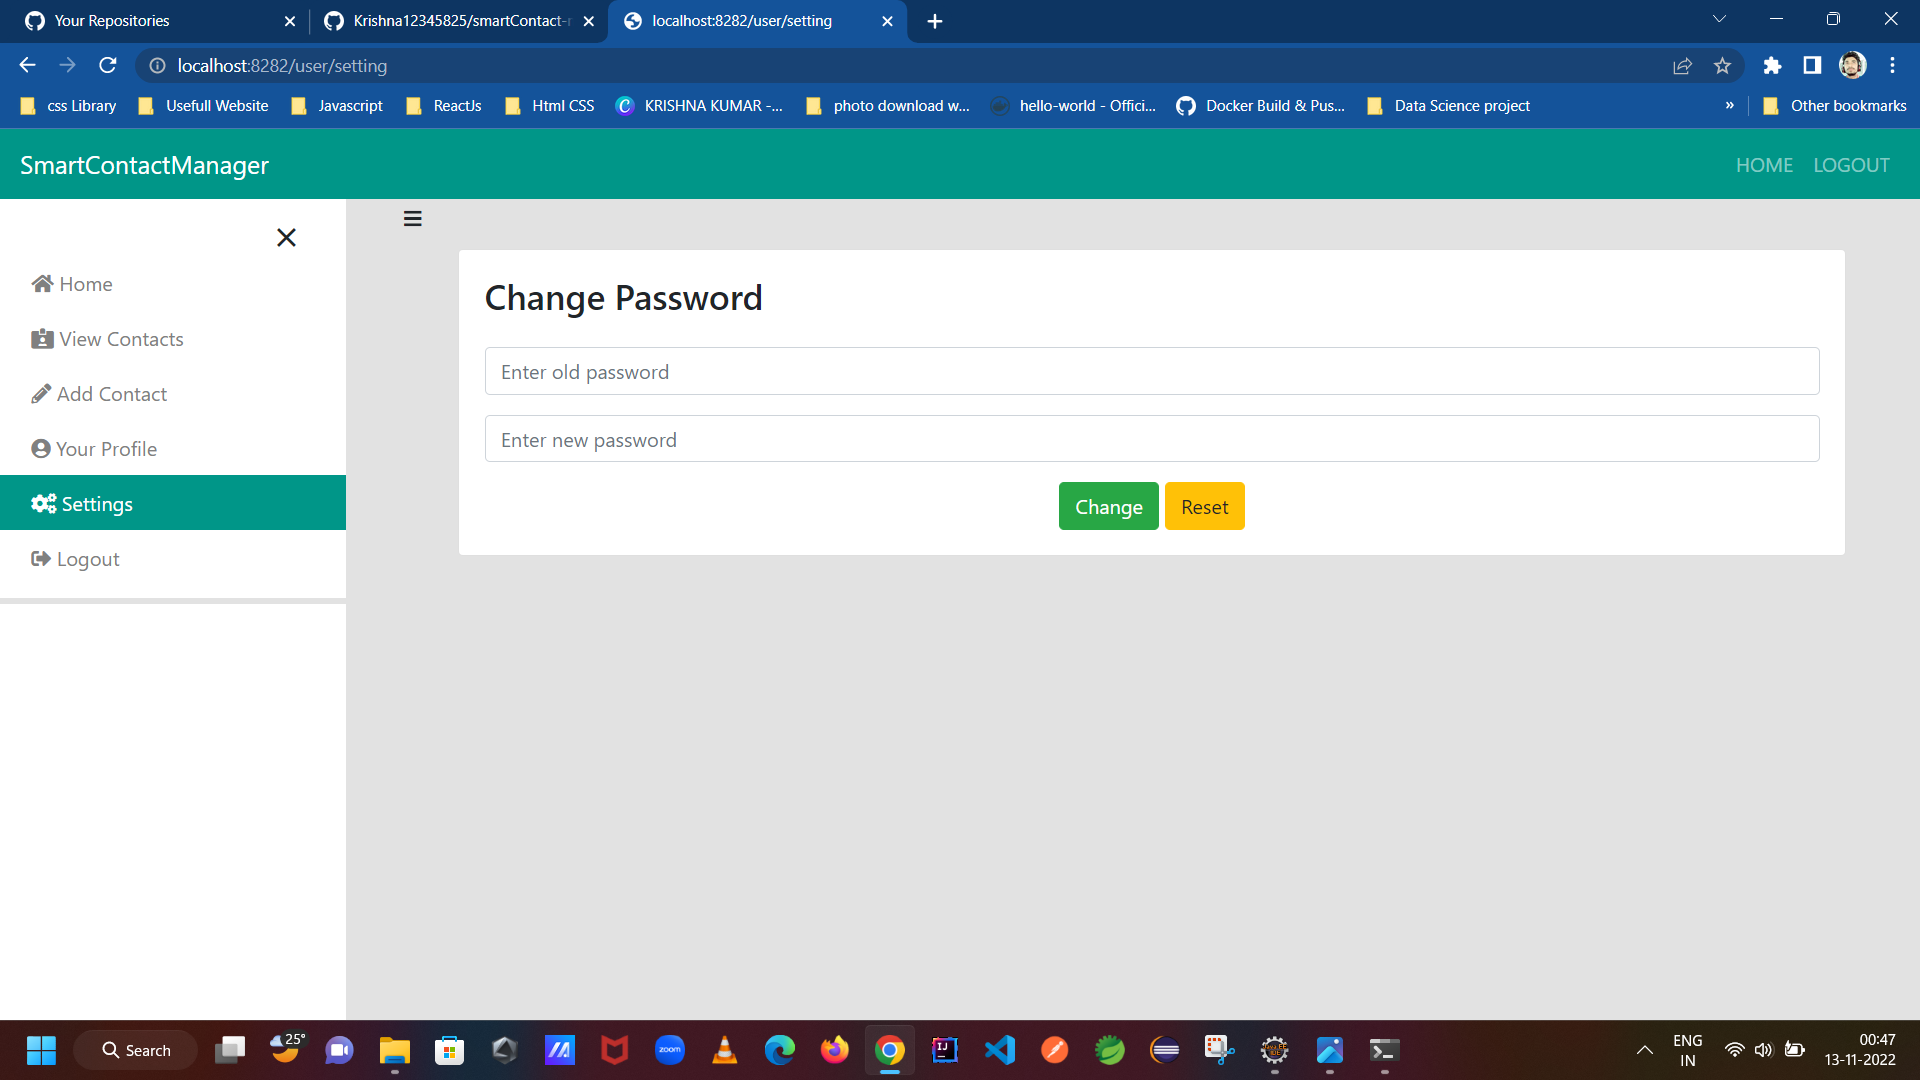 Your Repositories
Krishna12345825/smartContact-r
localhost:8282/user/setting
localhost:8282/user/setting
css Library
Usefull Website
Javascript
ReactJs
Html CSS
KRISHNA KUMAR -...
photo download w...
hello-world - Offici...
Docker Build & Pus...
Data Science project
»
Other bookmarks
SmartContactManager
HOME
LOGOUT
Home
View Contacts
Add Contact
Your Profile
Settings
Logout
Change Password
Enter old password
Enter new password
Change
Reset
Search
25°
zoom
IJ
ENG
IN
00:47
13-11-2022